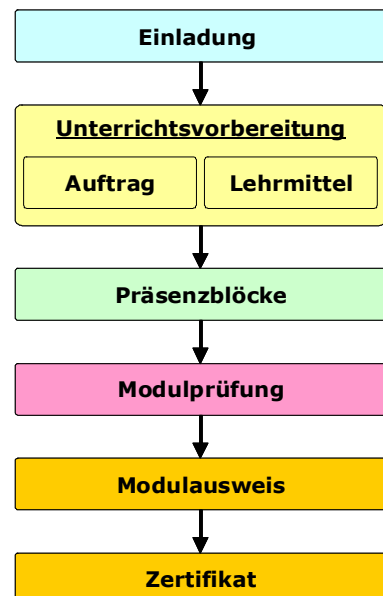 Einladung
Unterrichtsvorbereitung
Auftrag Lehrmittel
Präsenzblöcke
Modulprüfung
Modulausweis
Zertifikat